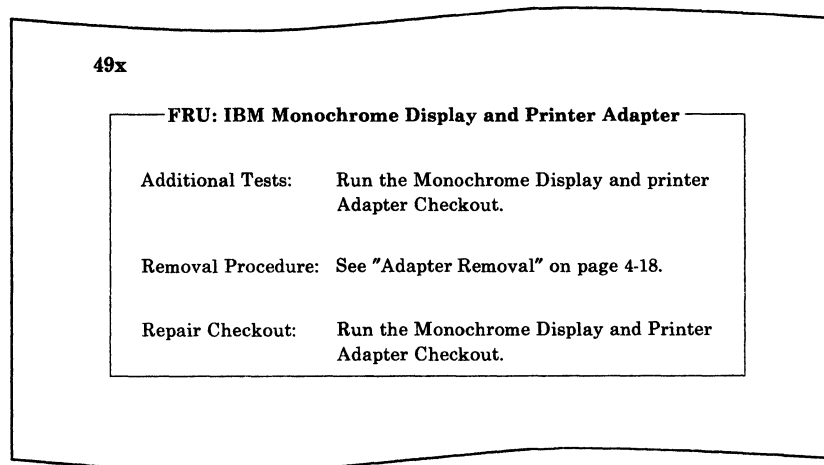 49x
FRU: IBM Monochrome Display and Printer Adapter
Additional Tests: Run the Monochrome Display and printer
Adapter Checkout.
Removal Procedure: See "Adapter Removal" on page 4-18.
Repair Checkout: Run the Monochrome Display and Printer
Adapter Checkout.